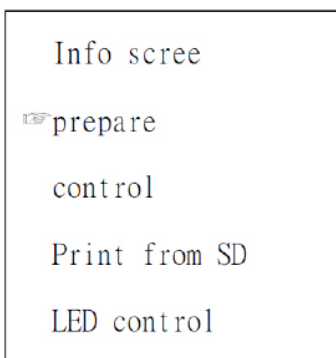 Info scree
☞prepare
control
Print from SD
LED control